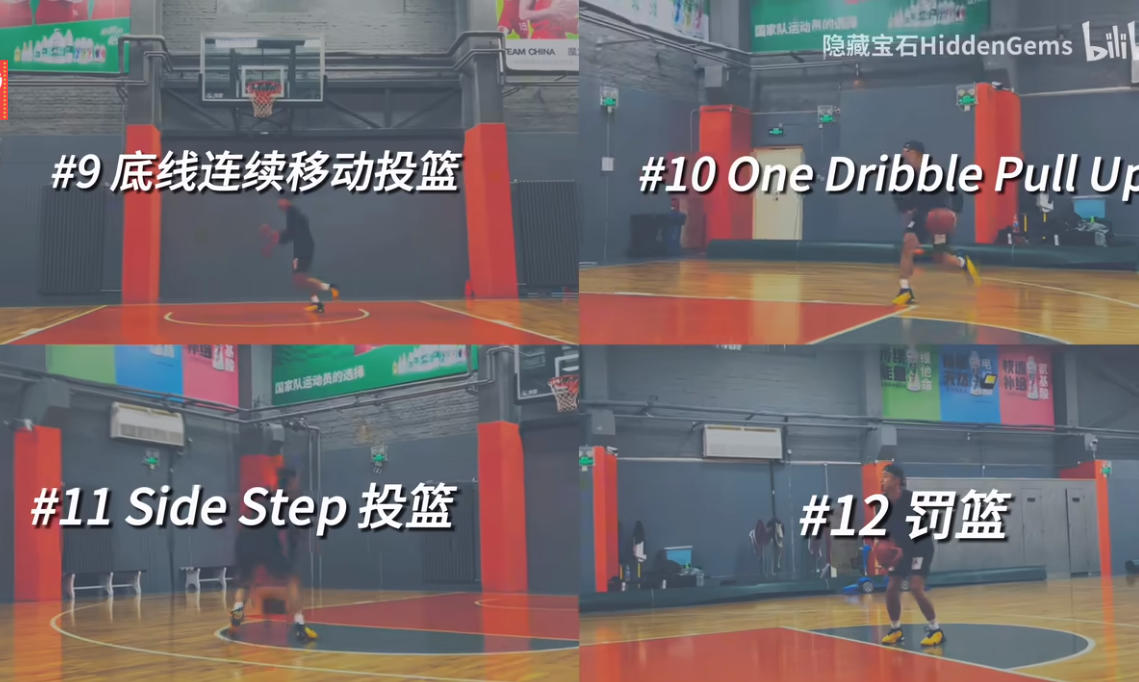 TEAM CHINA
国家队运动员的选择
隐藏宝石HiddenGems
bili
#9 底线连续移动投篮
#10 One Dribble Pull Up
国家队运动员的选择
#11 Side Step 投篮
#12 罚篮